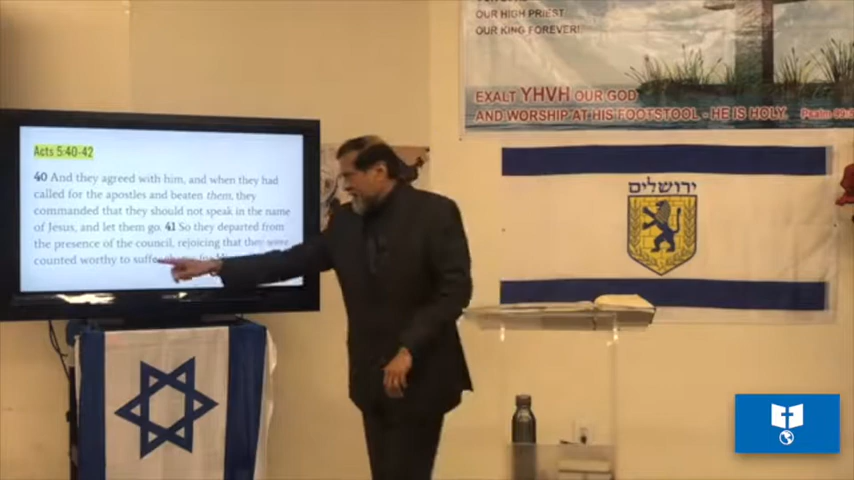 OUR HIGH PRIEST
OUR KING FOREVER!
EXALT YHVH OUR GOD
AND WORSHIP AT HIS FOOTSTOOL - HE IS HOLY
Acts 5:40-42
40 And they agreed with him, and when they had
called for the apostles and beaten them, they
commanded that they should not speak in the name
of Jesus, and let them go. 41 So they departed from
the presence of the council, rejoicing that they were
counted worthy to suffer
ירושלים